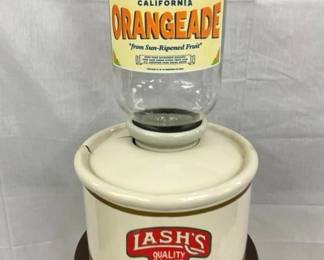 CALIFORNIA
ORANGEADE
"from Sun-Ripened Fruit"
LASH'S
QUALITY